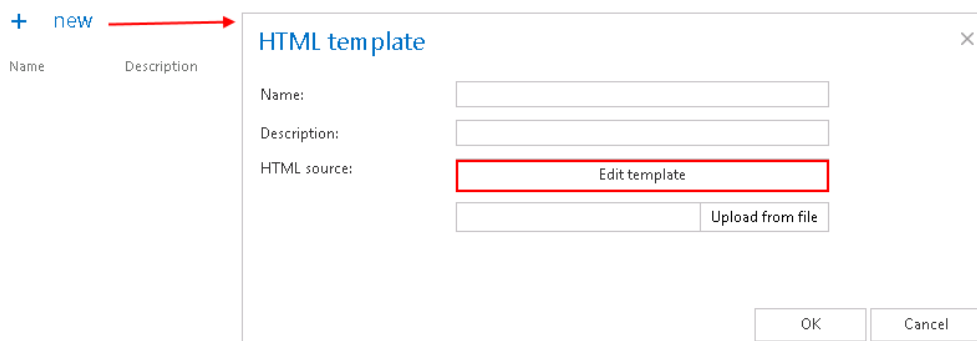 + new
HTML template
Name Description
Name:
Description:
HTML source: Edit template
Upload from file
OK Cancel